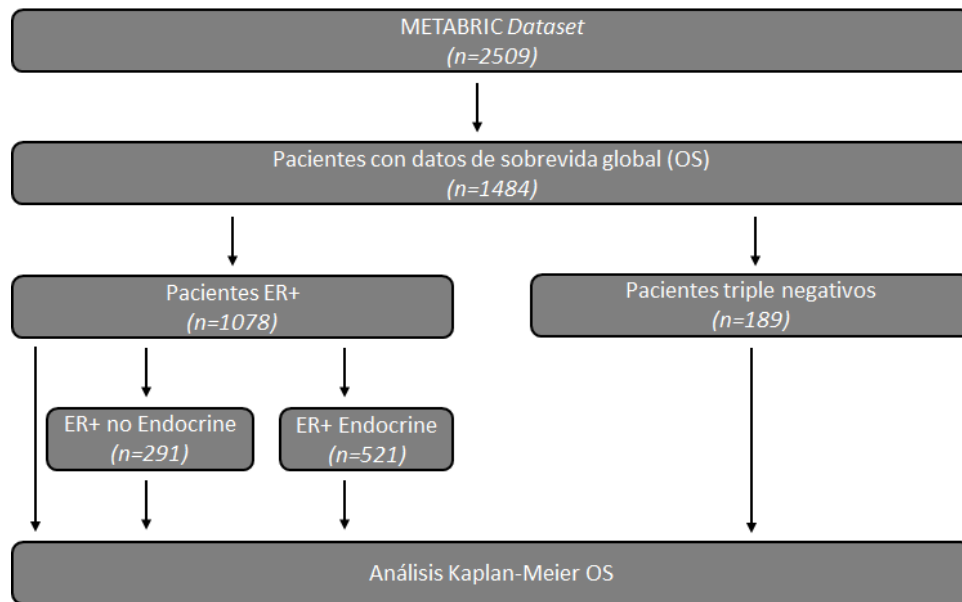 METABRIC Dataset
(n=2509)
Pacientes con datos de sobrevida global (OS)
(n=1484)
Pacientes ER+
(n=1078)
Pacientes triple negativos
(n=189)
ER+ no Endocrine
(n=291)
ER+ Endocrine
(n=521)
Análisis Kaplan-Meier OS